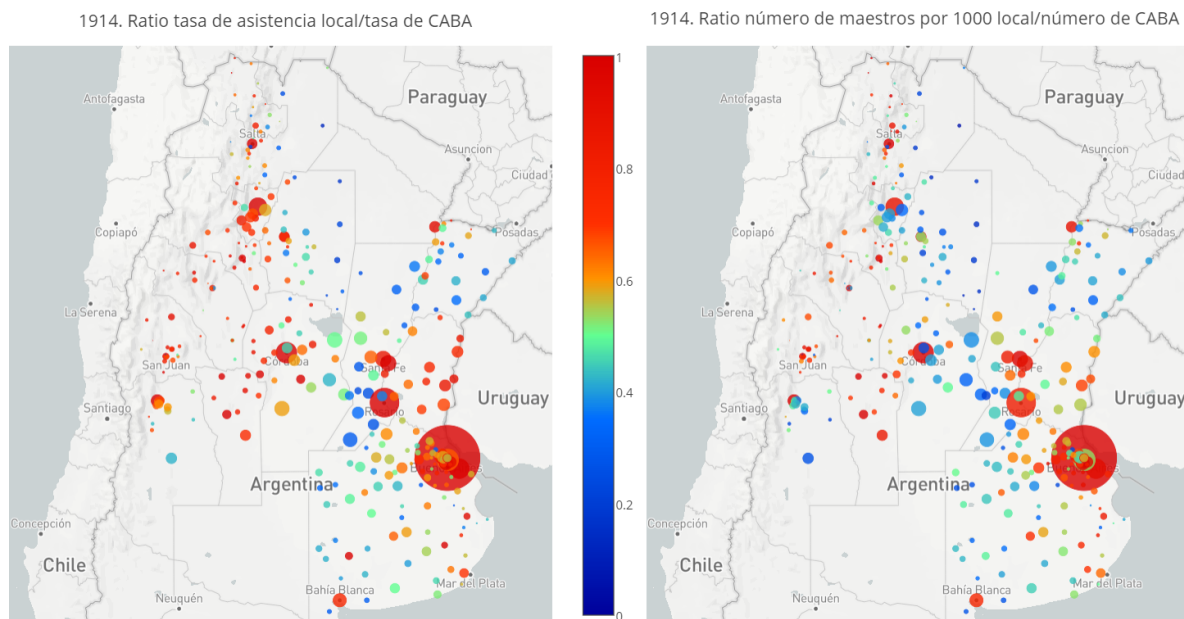 1914. Ratio tasa de asistencia local/tasa de CABA
1914. Ratio número de maestros por 1000 local/número de CABA
Antofagasta
Paraguay
Salta
Asuncion
Ciudad
Copiapó
Posadas
La Serena
San Juan
Córdoba
Santa Fe
Santiago
Rosario
Uruguay
Argentina
Concepción
Chile
Mar del Plata
Bahía Blanca
Neuquén
1
0.8
0.6
0.4
0.2
0
Antofagasta
Paraguay
Salta
Asuncion
Ciudad
Copiapó
Posadas
La Serena
San Juan
Córdoba
Santa Fe
Santiago
Rosario
Uruguay
Argentina
Concepción
Chile
Mar del Plata
Bahía Blanca
Neuquén